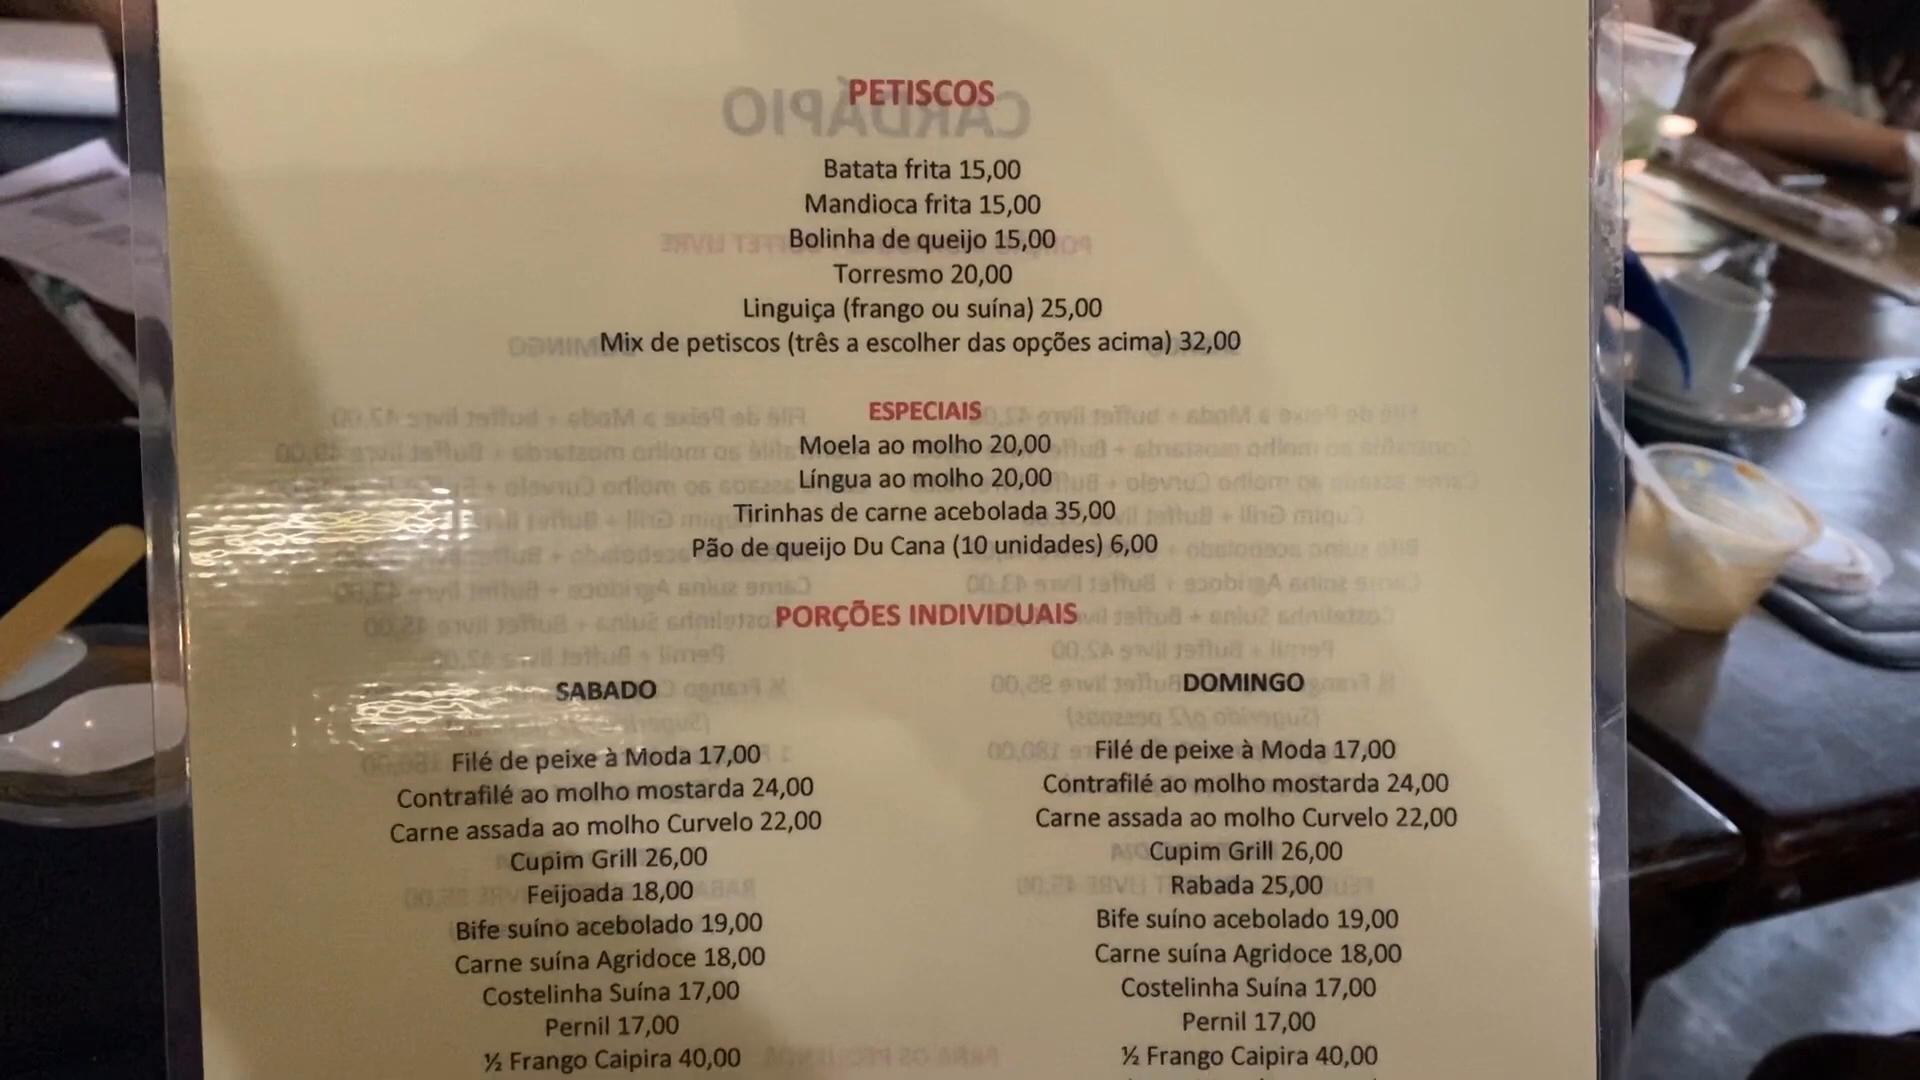 PETISCOS
Batata frita 15,00
Mandioca frita 15,00
Bolinha de queijo 15,00
Torresmo 20,00
Linguiça (frango ou suína) 25,00
Mix de petiscos (três a escolher das opções acima) 32,00
ESPECIAIS
Moela ao molho 20,00
Língua ao molho 20,00
Tirinhas de carne acebolada 35,00
Pão de queijo Du Cana (10 unidades) 6,00
PORÇÕES INDIVIDUAIS
SABADO
Filé de peixe à Moda 17,00
Contrafilé ao molho mostarda 24,00
Carne assada ao molho Curvelo 22,00
Cupim Grill 26,00
Feijoada 18,00
Bife suíno acebolado 19,00
Carne suína Agridoce 18,00
Costelinha Suína 17,00
Pernil 17,00
½ Frango Caipira 40,00
DOMINGO
Filé de peixe à Moda 17,00
Contrafilé ao molho mostarda 24,00
Carne assada ao molho Curvelo 22,00
Cupim Grill 26,00
Rabada 25,00
Bife suíno acebolado 19,00
Carne suína Agridoce 18,00
Costelinha Suína 17,00
Pernil 17,00
½ Frango Caipira 40,00